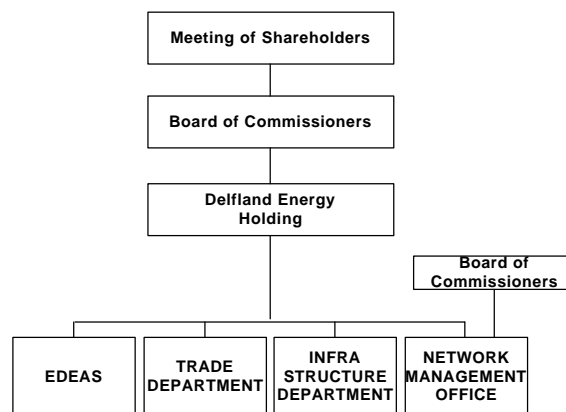 Meeting of Shareholders
Board of Commissioners
Delfland Energy
Holding
Board of
Commissioners
EDEAS
TRADE
DEPARTMENT
INFRA
STRUCTURE
DEPARTMENT
NETWORK
MANAGEMENT
OFFICE